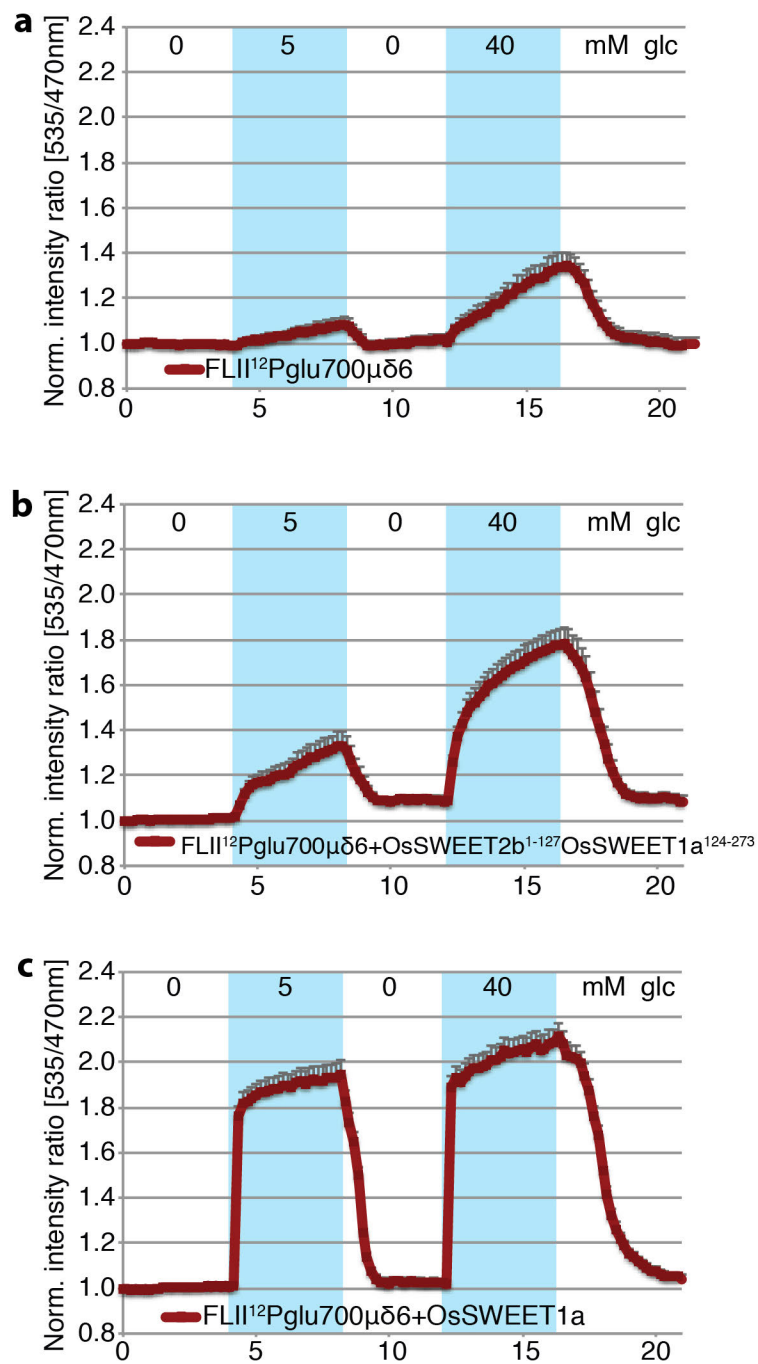 a
Norm. intensity ratio [535/470nm]
2.4
2.2
2.0
1.8
1.6
1.4
1.2
1.0
0.8
0 5 0 40 mM glc
FLII¹²Pglu700μδ6
0 5 10 15 20
b
Norm. intensity ratio [535/470nm]
2.4
2.2
2.0
1.8
1.6
1.4
1.2
1.0
0.8
0 5 0 40 mM glc
FLII¹²Pglu700μδ6+OsSWEET2b¹⁻¹²⁷OsSWEET1a¹²⁴⁻²⁷³
0 5 10 15 20
c
Norm. intensity ratio [535/470nm]
2.4
2.2
2.0
1.8
1.6
1.4
1.2
1.0
0.8
0 5 0 40 mM glc
FLII¹²Pglu700μδ6+OsSWEET1a
0 5 10 15 20